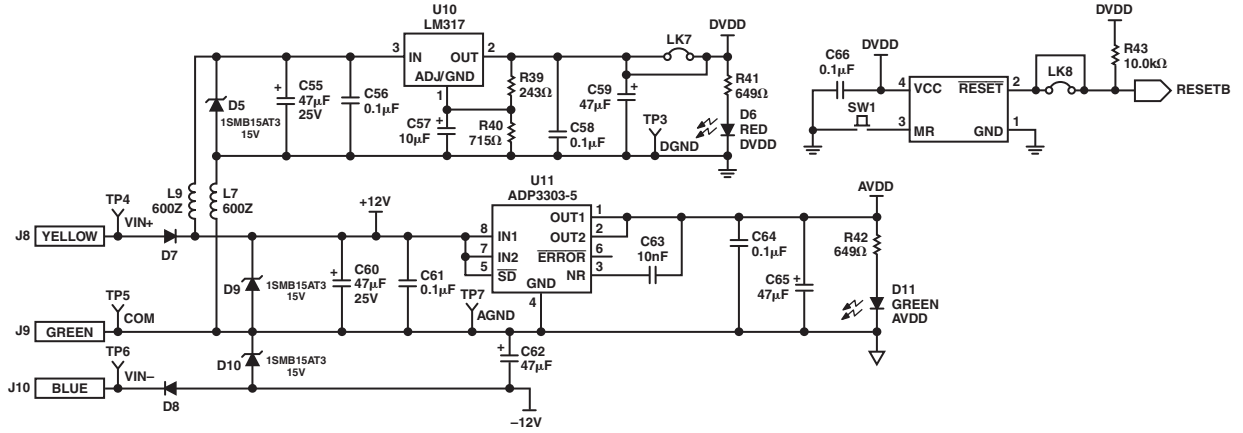 U10
LM317
3
IN
OUT
2
ADJ/GND
1
D5
1SMB15AT3
15V
+
C55
47µF
25V
C56
0.1µF
+
C57
10µF
R39
243Ω
R40
715Ω
C58
0.1µF
+
C59
47µF
TP3
DGND
LK7
DVDD
R41
649Ω
D6
RED
DVDD
C66
0.1µF
DVDD
SW1
4
VCC
RESET
2
3
MR
GND
1
LK8
DVDD
R43
10.0kΩ
RESETB
L9
600Z
L7
600Z
TP4
VIN+
J8
YELLOW
D7
+12V
D9
1SMB15AT3
15V
+
C60
47µF
25V
C61
0.1µF
U11
ADP3303-5
8
IN1
7
IN2
5
SD
GND
4
OUT1
1
OUT2
2
ERROR
6
NR
3
C63
10nF
TP7
AGND
C64
0.1µF
C65
+
47µF
AVDD
R42
649Ω
D11
GREEN
AVDD
TP5
COM
J9
GREEN
D10
1SMB15AT3
15V
+
C62
47µF
TP6
VIN–
J10
BLUE
D8
–12V